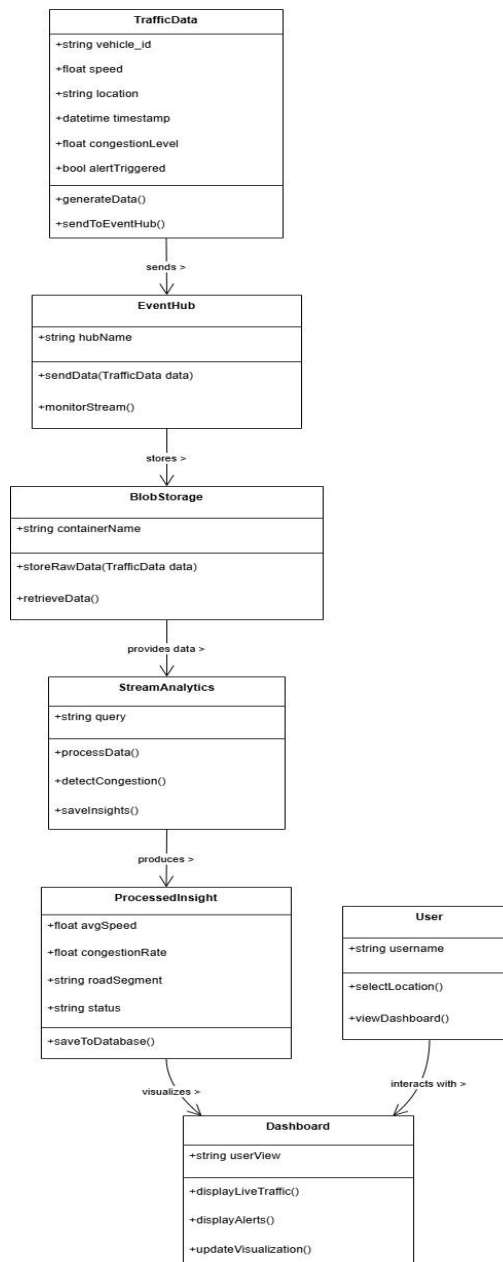 TrafficData
+string vehicle_id
+float speed
+string location
+datetime timestamp
+float congestionLevel
+bool alertTriggered
+generateData()
+sendToEventHub()
sends >
EventHub
+string hubName
+sendData(TrafficData data)
+monitorStream()
stores >
BlobStorage
+string containerName
+storeRawData(TrafficData data)
+retrieveData()
provides data >
StreamAnalytics
+string query
+processData()
+detectCongestion()
+saveInsights()
produces >
ProcessedInsight
+float avgSpeed
+float congestionRate
+string roadSegment
+string status
+saveToDatabase()
User
+string username
+selectLocation()
+viewDashboard()
visualizes >
interacts with >
Dashboard
+string userView
+displayLiveTraffic()
+displayAlerts()
+updateVisualization()